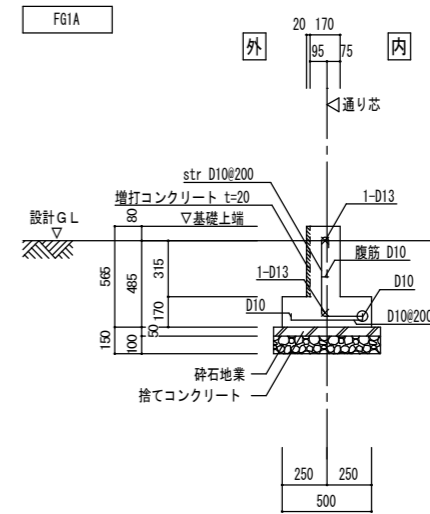 FG1A
20 170
外
内
95 75
通り芯
str D10@200
増打コンクリート t=20
1-D13
設計GL
80
基礎上端
腹筋 D10
565
485
315
1-D13
D10
D10
D10@200
170
50
150
100
砕石地業
捨てコンクリート
250 250
500